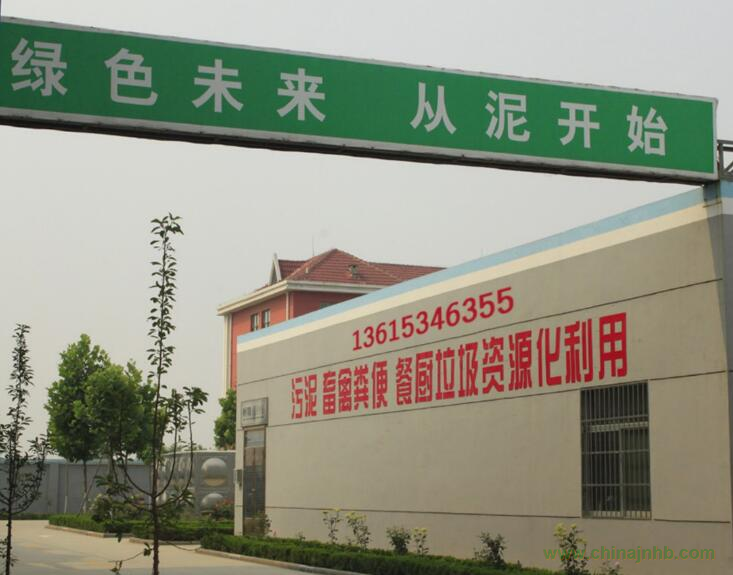 绿色未来 从泥开始
13615346355
污泥 畜禽粪便 餐厨垃圾资源化利用
www.chinajnhb.com